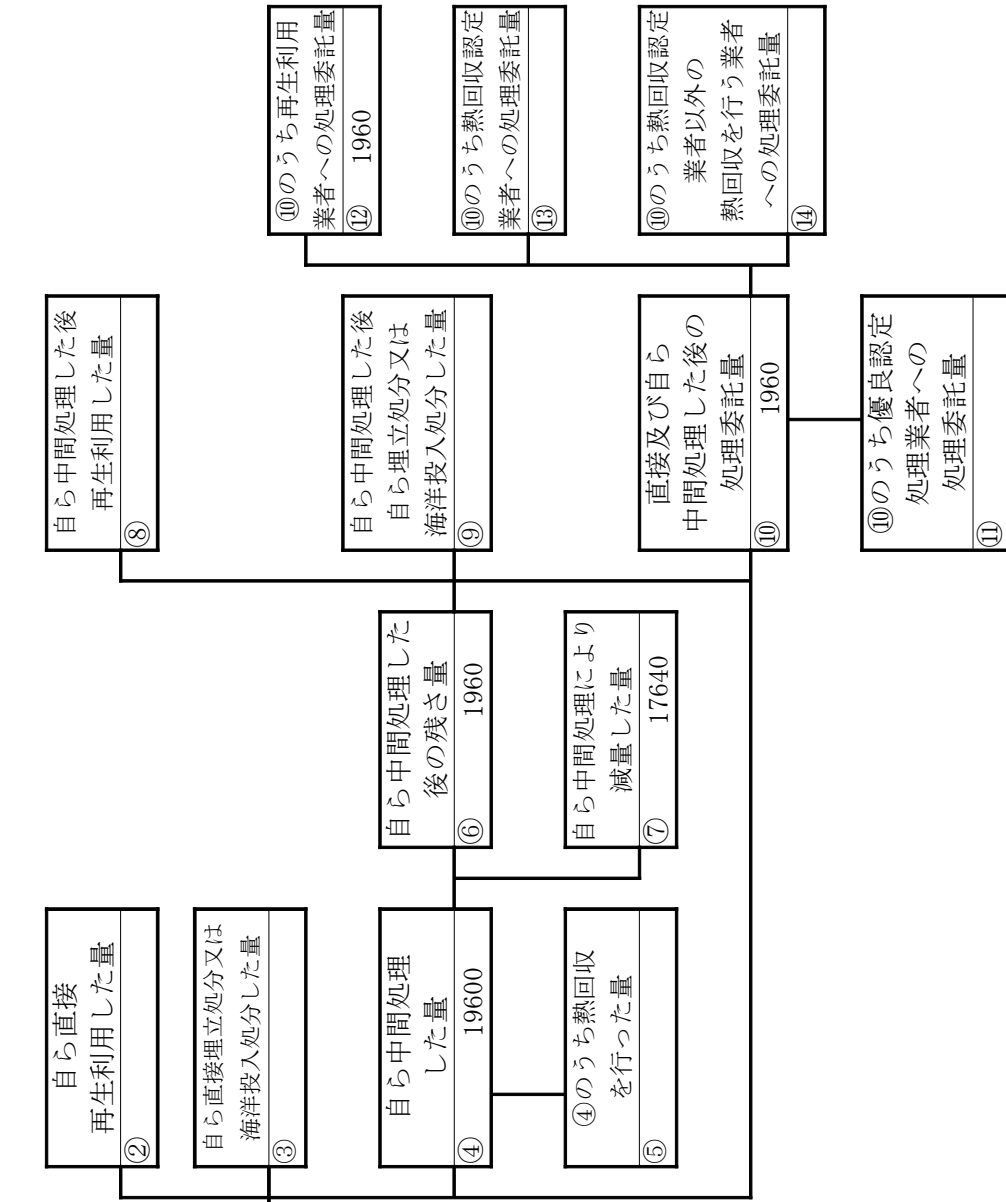 自ら直接
再生利用した量
②
自ら直接埋立処分又は
海洋投入処分した量
③
自ら中間処理
した量
④ 19600
④のうち熱回収
を行った量
⑤
自ら中間処理した
後の残さ量
⑥ 1960
自ら中間処理により
減量した量
⑦ 17640
自ら中間処理した後
再生利用した量
⑧
自ら中間処理した後
自ら埋立処分又は
海洋投入処分した量
⑨
直接及び自ら
中間処理した後の
処理委託量
⑩ 1960
⑩のうち優良認定
処理業者への
処理委託量
⑪
⑩のうち再生利用
業者への処理委託量
⑫ 1960
⑩のうち熱回収認定
業者への処理委託量
⑬
⑩のうち熱回収認定
業者以外の
熱回収を行う業者
への処理委託量
⑭